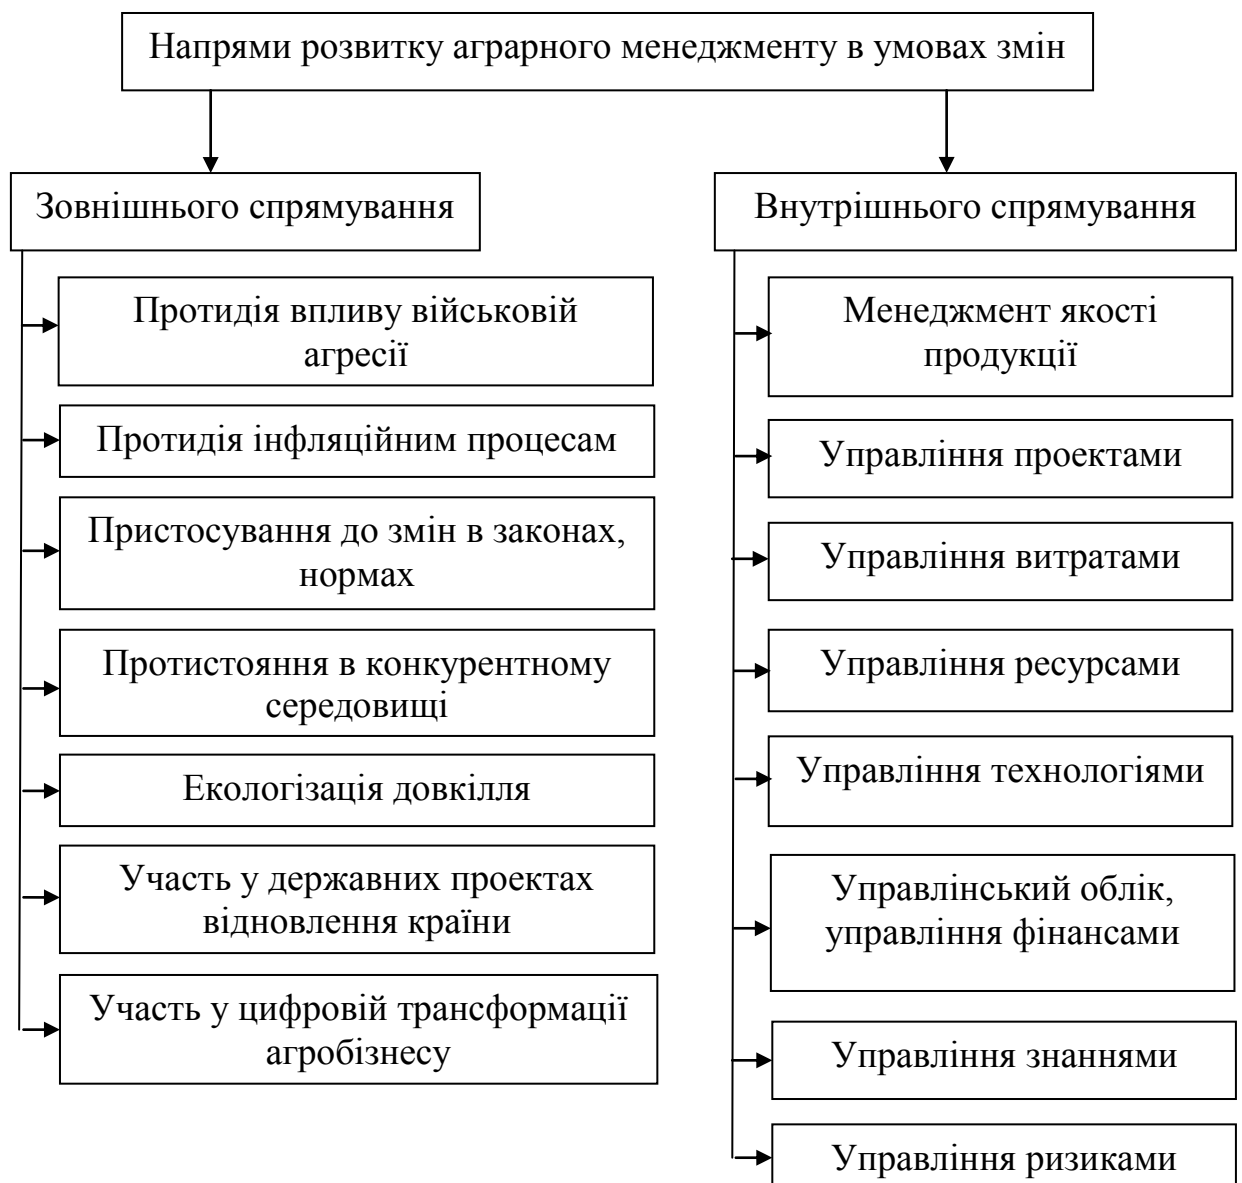 Напрями розвитку аграрного менеджменту в умовах змін
Зовнішнього спрямування
Протидія впливу військовій
агресії
Протидія інфляційним процесам
Пристосування до змін в законах,
нормах
Протистояння в конкурентному
середовищі
Екологізація довкілля
Участь у державних проектах
відновлення країни
Участь у цифровій трансформації
агробізнесу
Внутрішнього спрямування
Менеджмент якості
продукції
Управління проектами
Управління витратами
Управління ресурсами
Управління технологіями
Управлінський облік,
управління фінансами
Управління знаннями
Управління ризиками